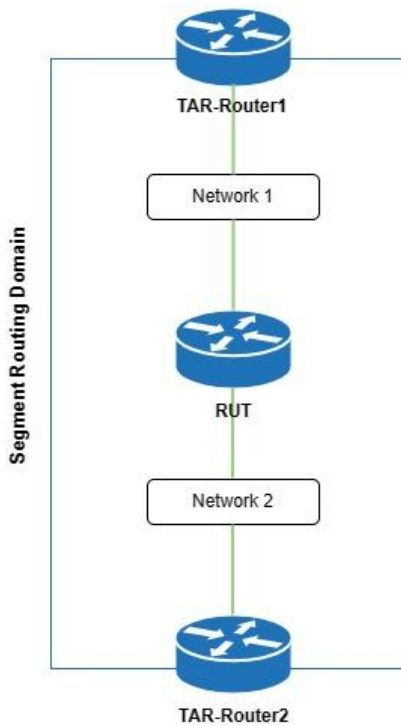 TAR-Router1
Network 1
Segment Routing Domain
RUT
Network 2
TAR-Router2